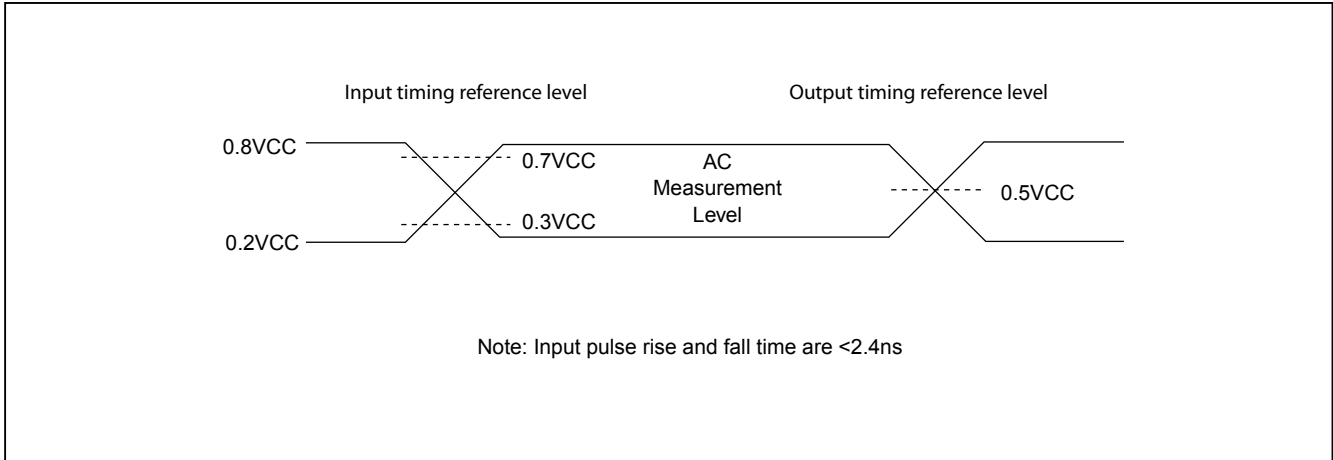 Input timing reference level
Output timing reference level
0.8VCC
0.7VCC
AC
Measurement
Level
0.5VCC
0.3VCC
0.2VCC
Note: Input pulse rise and fall time are <2.4ns